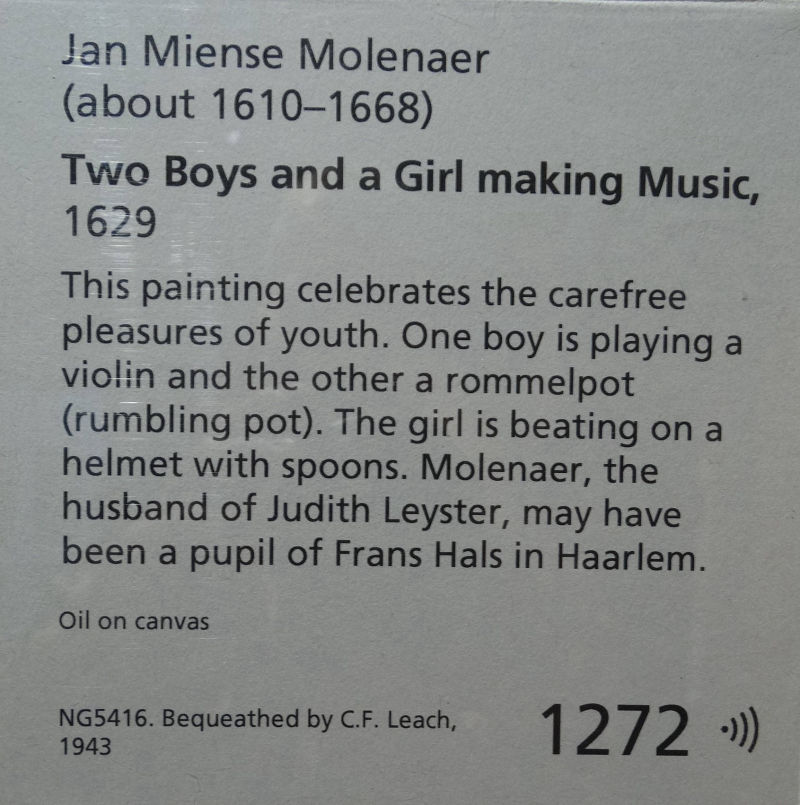 Jan Miense Molenaer
(about 1610–1668)
Two Boys and a Girl making Music,
1629
This painting celebrates the carefree
pleasures of youth. One boy is playing a
violin and the other a rommelpot
(rumbling pot). The girl is beating on a
helmet with spoons. Molenaer, the
husband of Judith Leyster, may have
been a pupil of Frans Hals in Haarlem.
Oil on canvas
NG5416. Bequeathed by C.F. Leach,
1943
1272